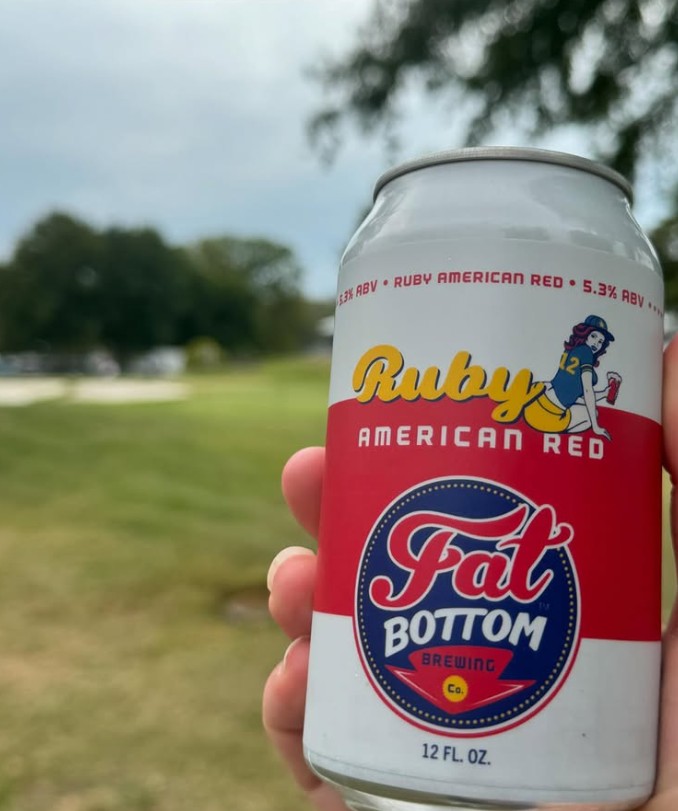 5.3% ABV • RUBY AMERICAN RED • 5.3% ABV •
Ruby
12
AMERICAN RED
Fat
BOTTOM
BREWING
Co.
12 FL. OZ.